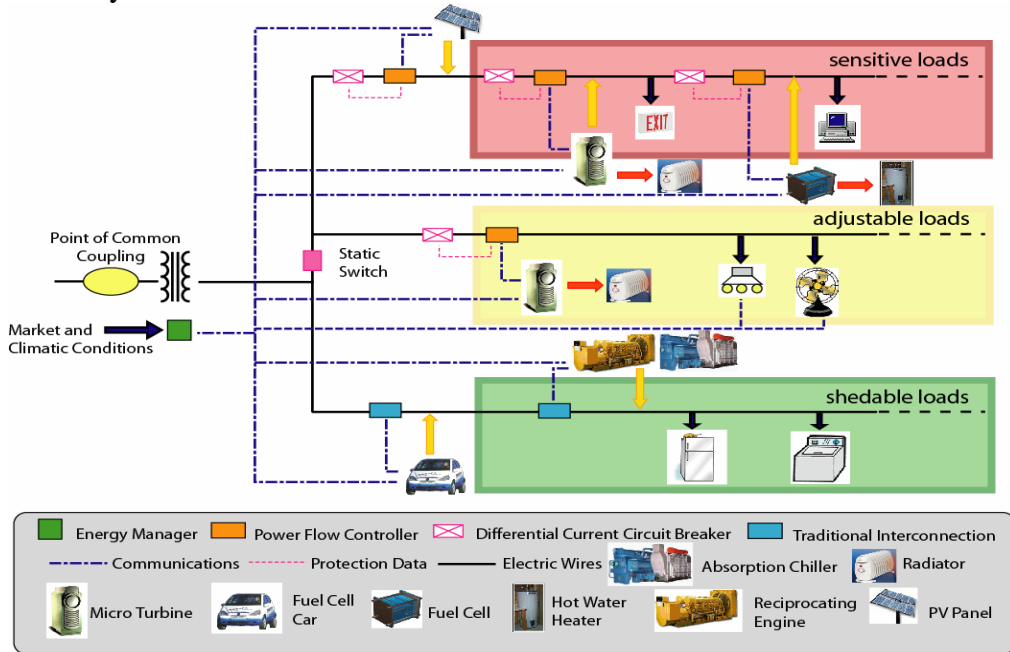 sensitive loads
EXIT
adjustable loads
Point of Common
Coupling
Static
Switch
Market and
Climatic Conditions
shedable loads
Energy Manager
Power Flow Controller
Differential Current Circuit Breaker
Traditional Interconnection
Communications
Protection Data
Electric Wires
Absorption Chiller
Radiator
Micro Turbine
Fuel Cell
Car
Fuel Cell
Hot Water
Heater
Reciprocating
Engine
PV Panel